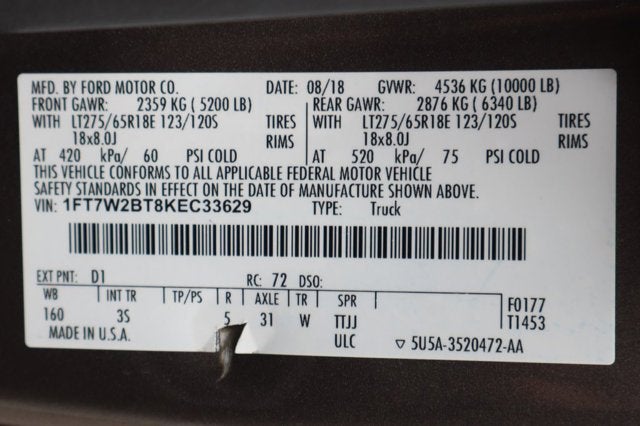 MFD. BY FORD MOTOR CO. DATE: 08/18 GVWR: 4536 KG (10000 LB)
FRONT GAWR: 2359 KG (5200 LB) REAR GAWR: 2876 KG (6340 LB)
WITH LT275/65R18E 123/120S TIRES WITH LT275/65R18E 123/120S TIRES
18x8.0J RIMS 18x8.0J RIMS
AT 420 kPa/ 60 PSI COLD AT 520 kPa/ 75 PSI COLD
THIS VEHICLE CONFORMS TO ALL APPLICABLE FEDERAL MOTOR VEHICLE
SAFETY STANDARDS IN EFFECT ON THE DATE OF MANUFACTURE SHOWN ABOVE.
VIN: 1FT7W2BT8KEC33629 TYPE: Truck
EXT PNT: D1 RC: 72 DSO:
WB INT TR TP/PS R AXLE TR SPR F0177
160 3S 5 31 W TTJJ T1453
MADE IN U.S.A. ULC ▽ 5U5A-3520472-AA